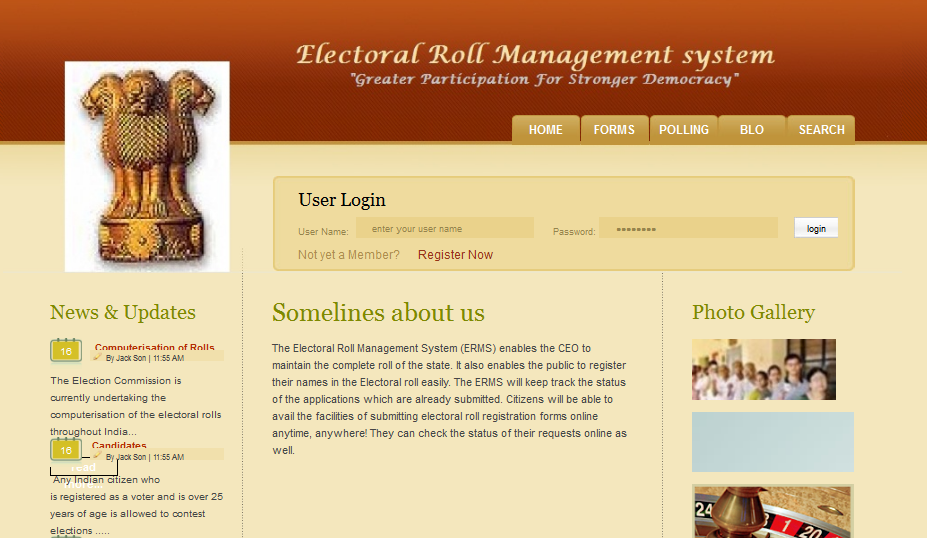 Electoral Roll Management system
"Greater Participation For Stronger Democracy"
HOME FORMS POLLING BLO SEARCH
User Login
User Name: enter your user name Password: •••••••• login
Not yet a Member? Register Now
News & Updates
16 Computerisation of Rolls
By Jack Son | 11:55 AM
The Election Commission is
currently undertaking the
computerisation of the electoral rolls
throughout India...
16 Candidates
By Jack Son | 11:55 AM
read
Any Indian citizen who
is registered as a voter and is over 25
years of age is allowed to contest
elections .....
Somelines about us
The Electoral Roll Management System (ERMS) enables the CEO to
maintain the complete roll of the state. It also enables the public to register
their names in the Electoral roll easily. The ERMS will keep track the status
of the applications which are already submitted. Citizens will be able to
avail the facilities of submitting electoral roll registration forms online
anytime, anywhere! They can check the status of their requests online as
well.
Photo Gallery
1 20